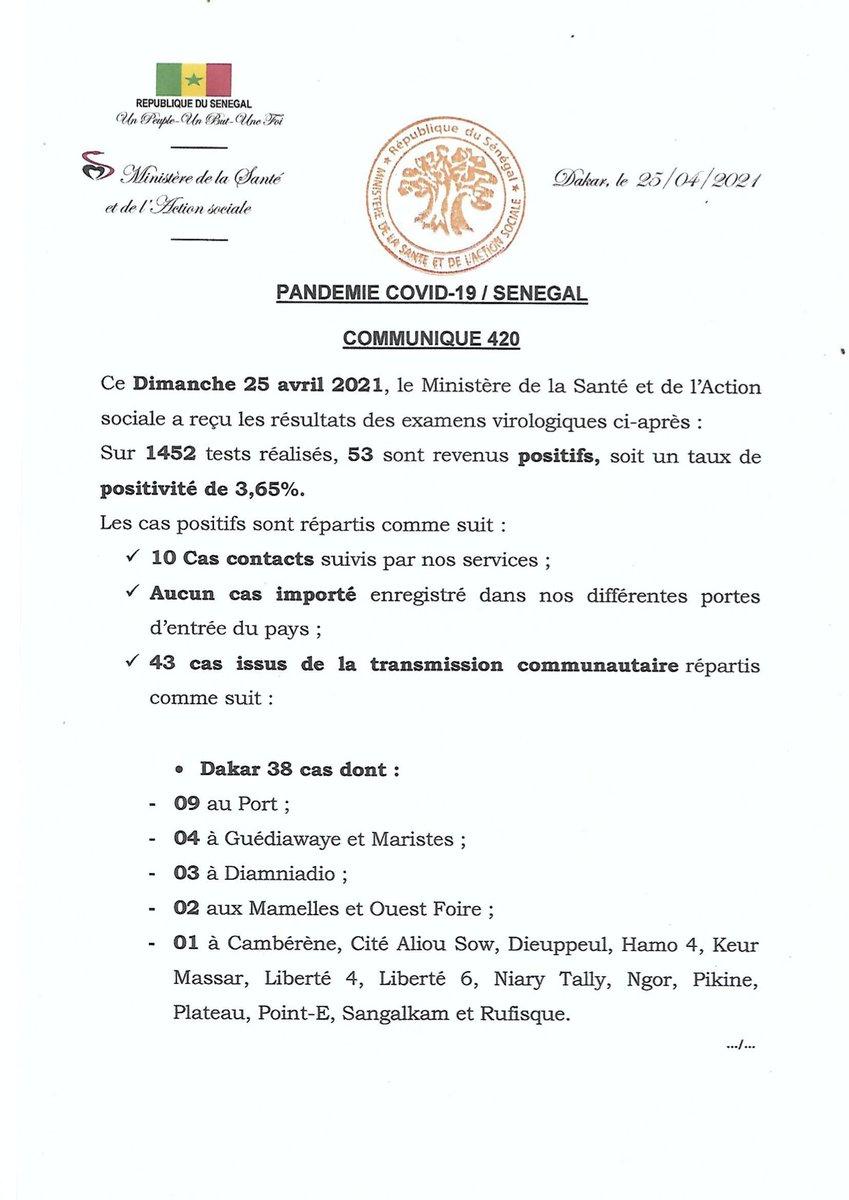 REPUBLIQUE DU SENEGAL
Un Peuple-Un But-Une Foi
Ministère de la Santé
et de l'Action sociale
★ République du Sénégal ★
MINISTERE DE LA SANTE ET DE L'ACTION SOCIALE
Dakar, le 25/04/2021
PANDEMIE COVID-19 / SENEGAL
COMMUNIQUE 420
Ce Dimanche 25 avril 2021, le Ministère de la Santé et de l'Action
sociale a reçu les résultats des examens virologiques ci-après :
Sur 1452 tests réalisés, 53 sont revenus positifs, soit un taux de
positivité de 3,65%.
Les cas positifs sont répartis comme suit :
✓ 10 Cas contacts suivis par nos services ;
✓ Aucun cas importé enregistré dans nos différentes portes
d'entrée du pays ;
✓ 43 cas issus de la transmission communautaire répartis
comme suit :
• Dakar 38 cas dont :
- 09 au Port ;
- 04 à Guédiawaye et Maristes ;
- 03 à Diamniadio ;
- 02 aux Mamelles et Ouest Foire ;
- 01 à Cambérène, Cité Aliou Sow, Dieuppeul, Hamo 4, Keur
Massar, Liberté 4, Liberté 6, Niary Tally, Ngor, Pikine,
Plateau, Point-E, Sangalkam et Rufisque.
.../...